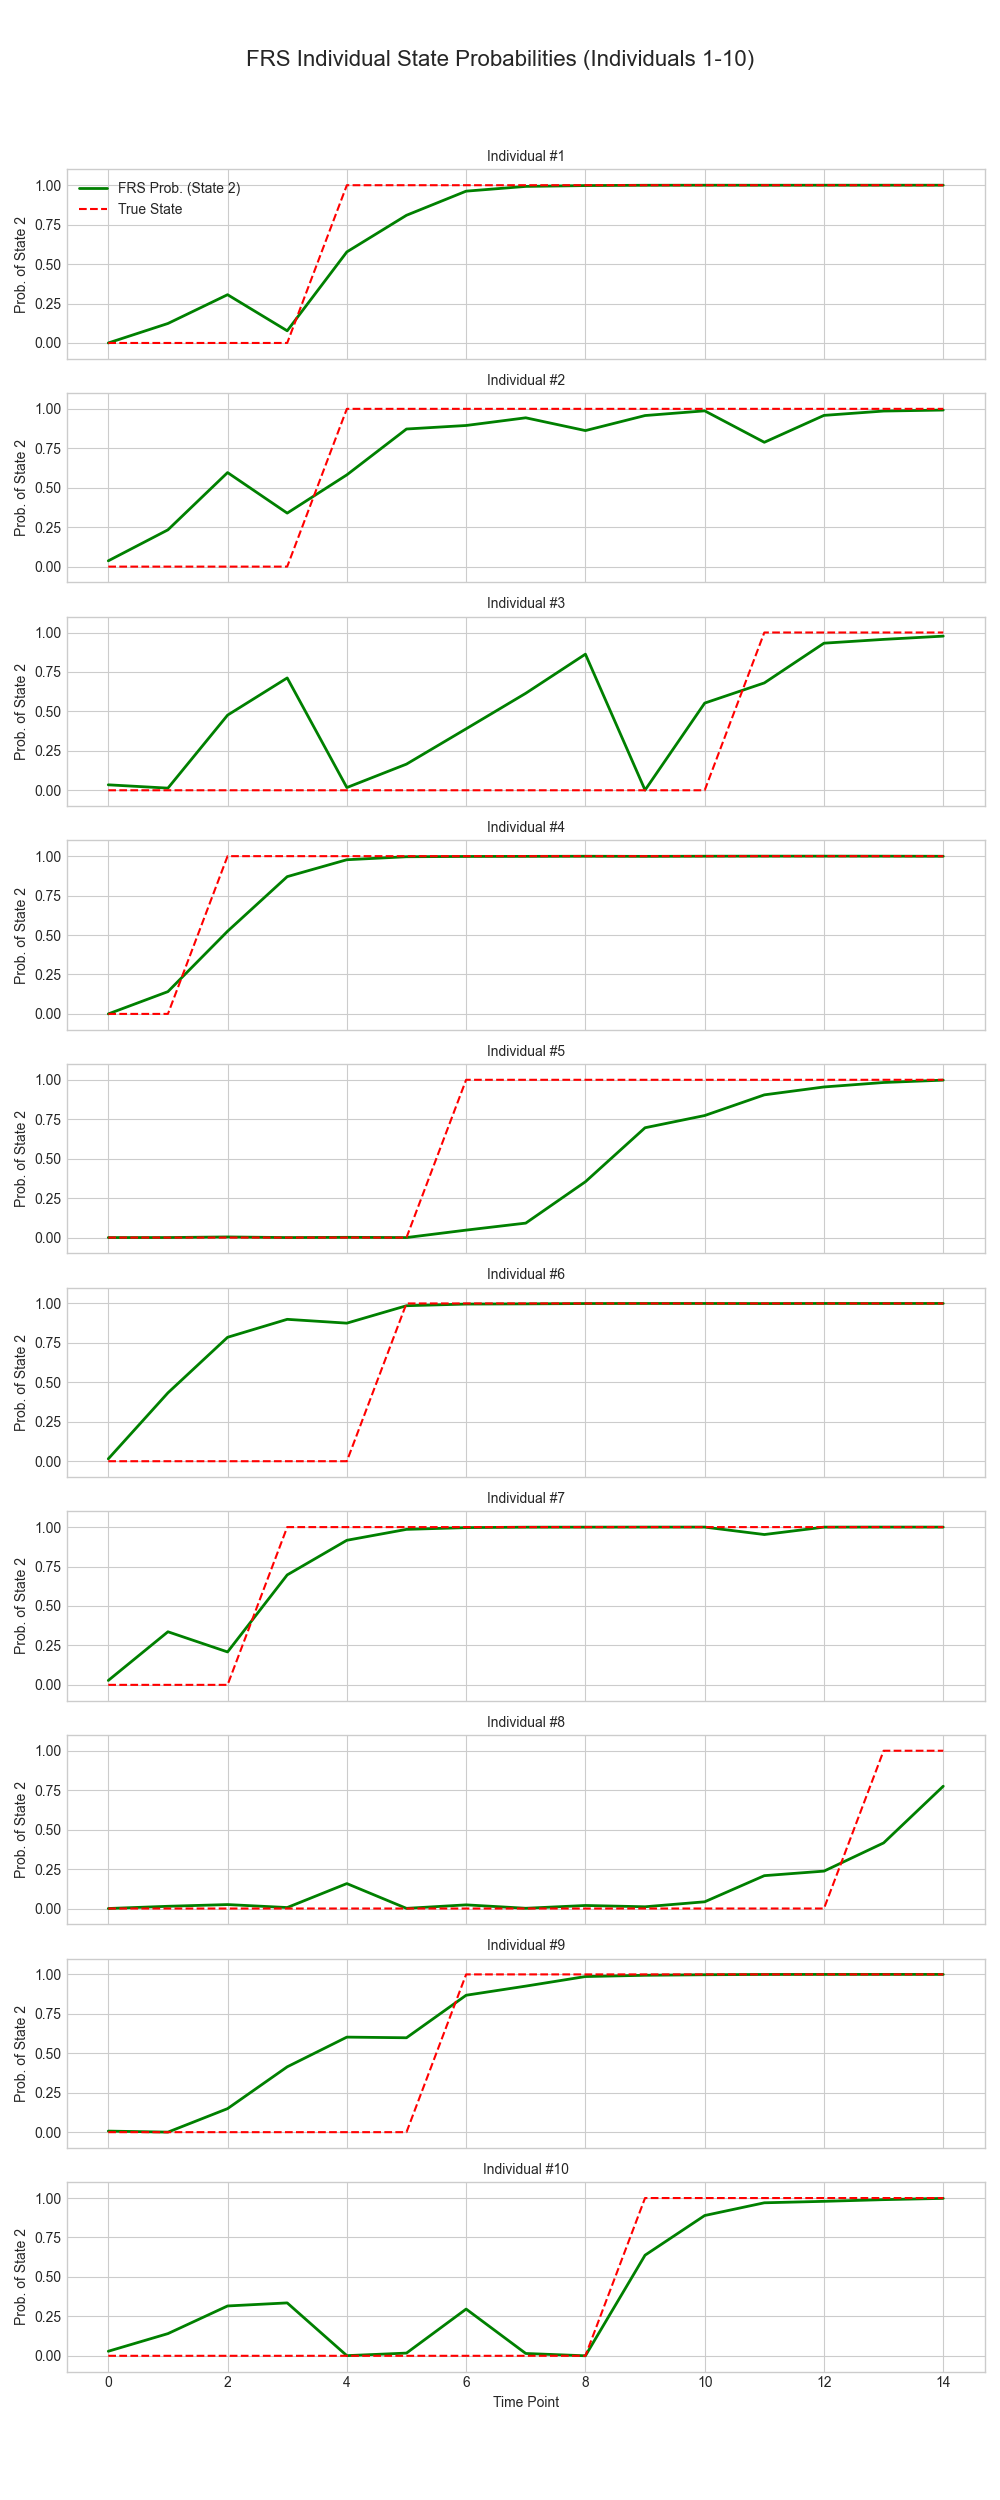 FRS Individual State Probabilities (Individuals 1-10)
Individual #1
FRS Prob. (State 2)
True State
Prob. of State 2
1.00
0.75
0.50
0.25
0.00
Individual #2
Prob. of State 2
1.00
0.75
0.50
0.25
0.00
Individual #3
Prob. of State 2
1.00
0.75
0.50
0.25
0.00
Individual #4
Prob. of State 2
1.00
0.75
0.50
0.25
0.00
Individual #5
Prob. of State 2
1.00
0.75
0.50
0.25
0.00
Individual #6
Prob. of State 2
1.00
0.75
0.50
0.25
0.00
Individual #7
Prob. of State 2
1.00
0.75
0.50
0.25
0.00
Individual #8
Prob. of State 2
1.00
0.75
0.50
0.25
0.00
Individual #9
Prob. of State 2
1.00
0.75
0.50
0.25
0.00
Individual #10
Prob. of State 2
1.00
0.75
0.50
0.25
0.00
0 2 4 6 8 10 12 14
Time Point